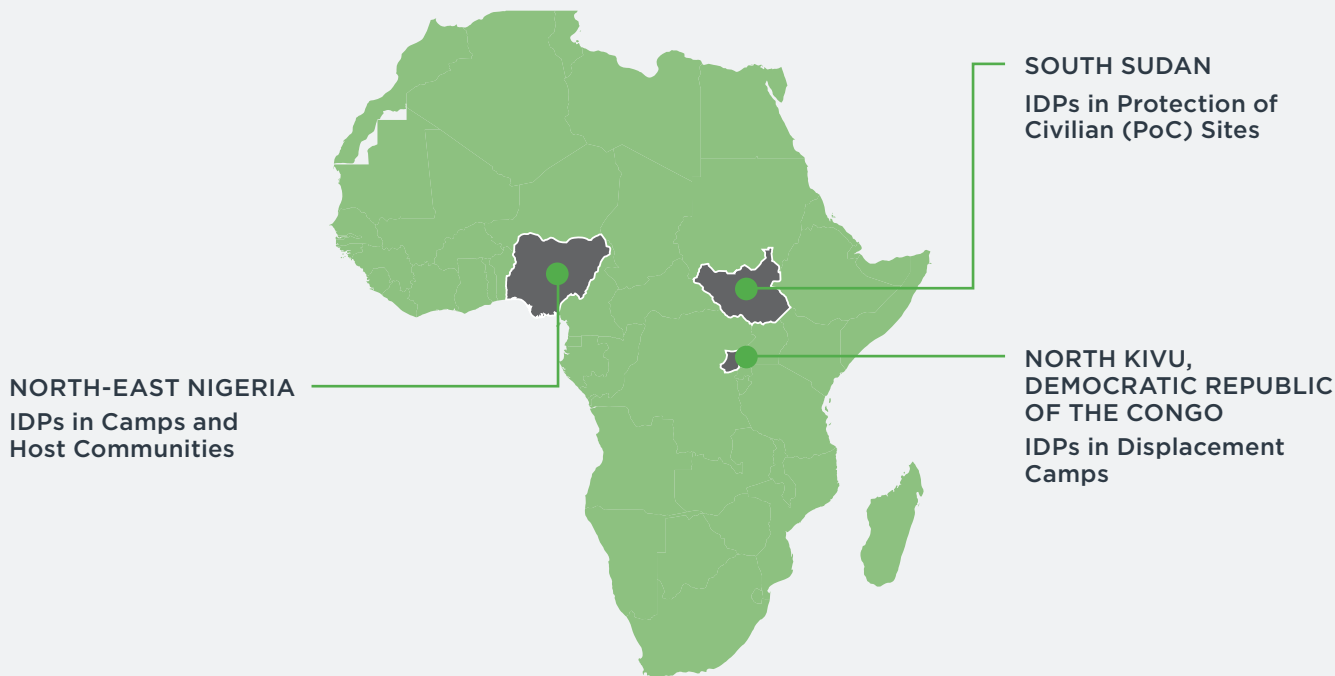 SOUTH SUDAN
IDPs in Protection of
Civilian (PoC) Sites
NORTH-EAST NIGERIA
IDPs in Camps and
Host Communities
NORTH KIVU,
DEMOCRATIC REPUBLIC
OF THE CONGO
IDPs in Displacement
Camps